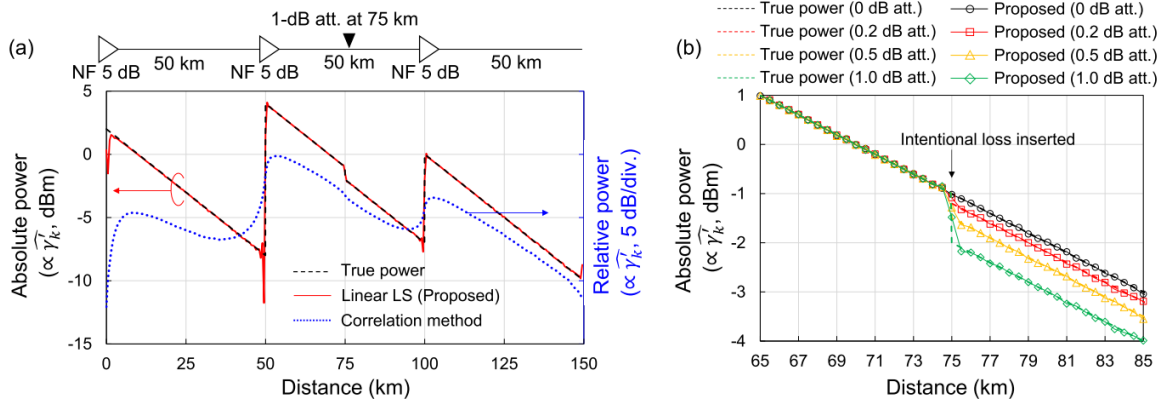 1-dB att. at 75 km
(a)
NF 5 dB
50 km
NF 5 dB
50 km
NF 5 dB
50 km
Absolute power
(∝ γ̂′ₖ, dBm)
5
0
-5
-10
-15
0
25
50
75
100
125
150
Distance (km)
True power
Linear LS (Proposed)
Correlation method
Relative power
(∝ γ̂′ₖ, 5 dB/div.)
(b)
True power (0 dB att.)
True power (0.2 dB att.)
True power (0.5 dB att.)
True power (1.0 dB att.)
Proposed (0 dB att.)
Proposed (0.2 dB att.)
Proposed (0.5 dB att.)
Proposed (1.0 dB att.)
Absolute power
(∝ γ̂′ₖ, dBm)
1
0
-1
-2
-3
-4
Intentional loss inserted
65
67
69
71
73
75
77
79
81
83
85
Distance (km)